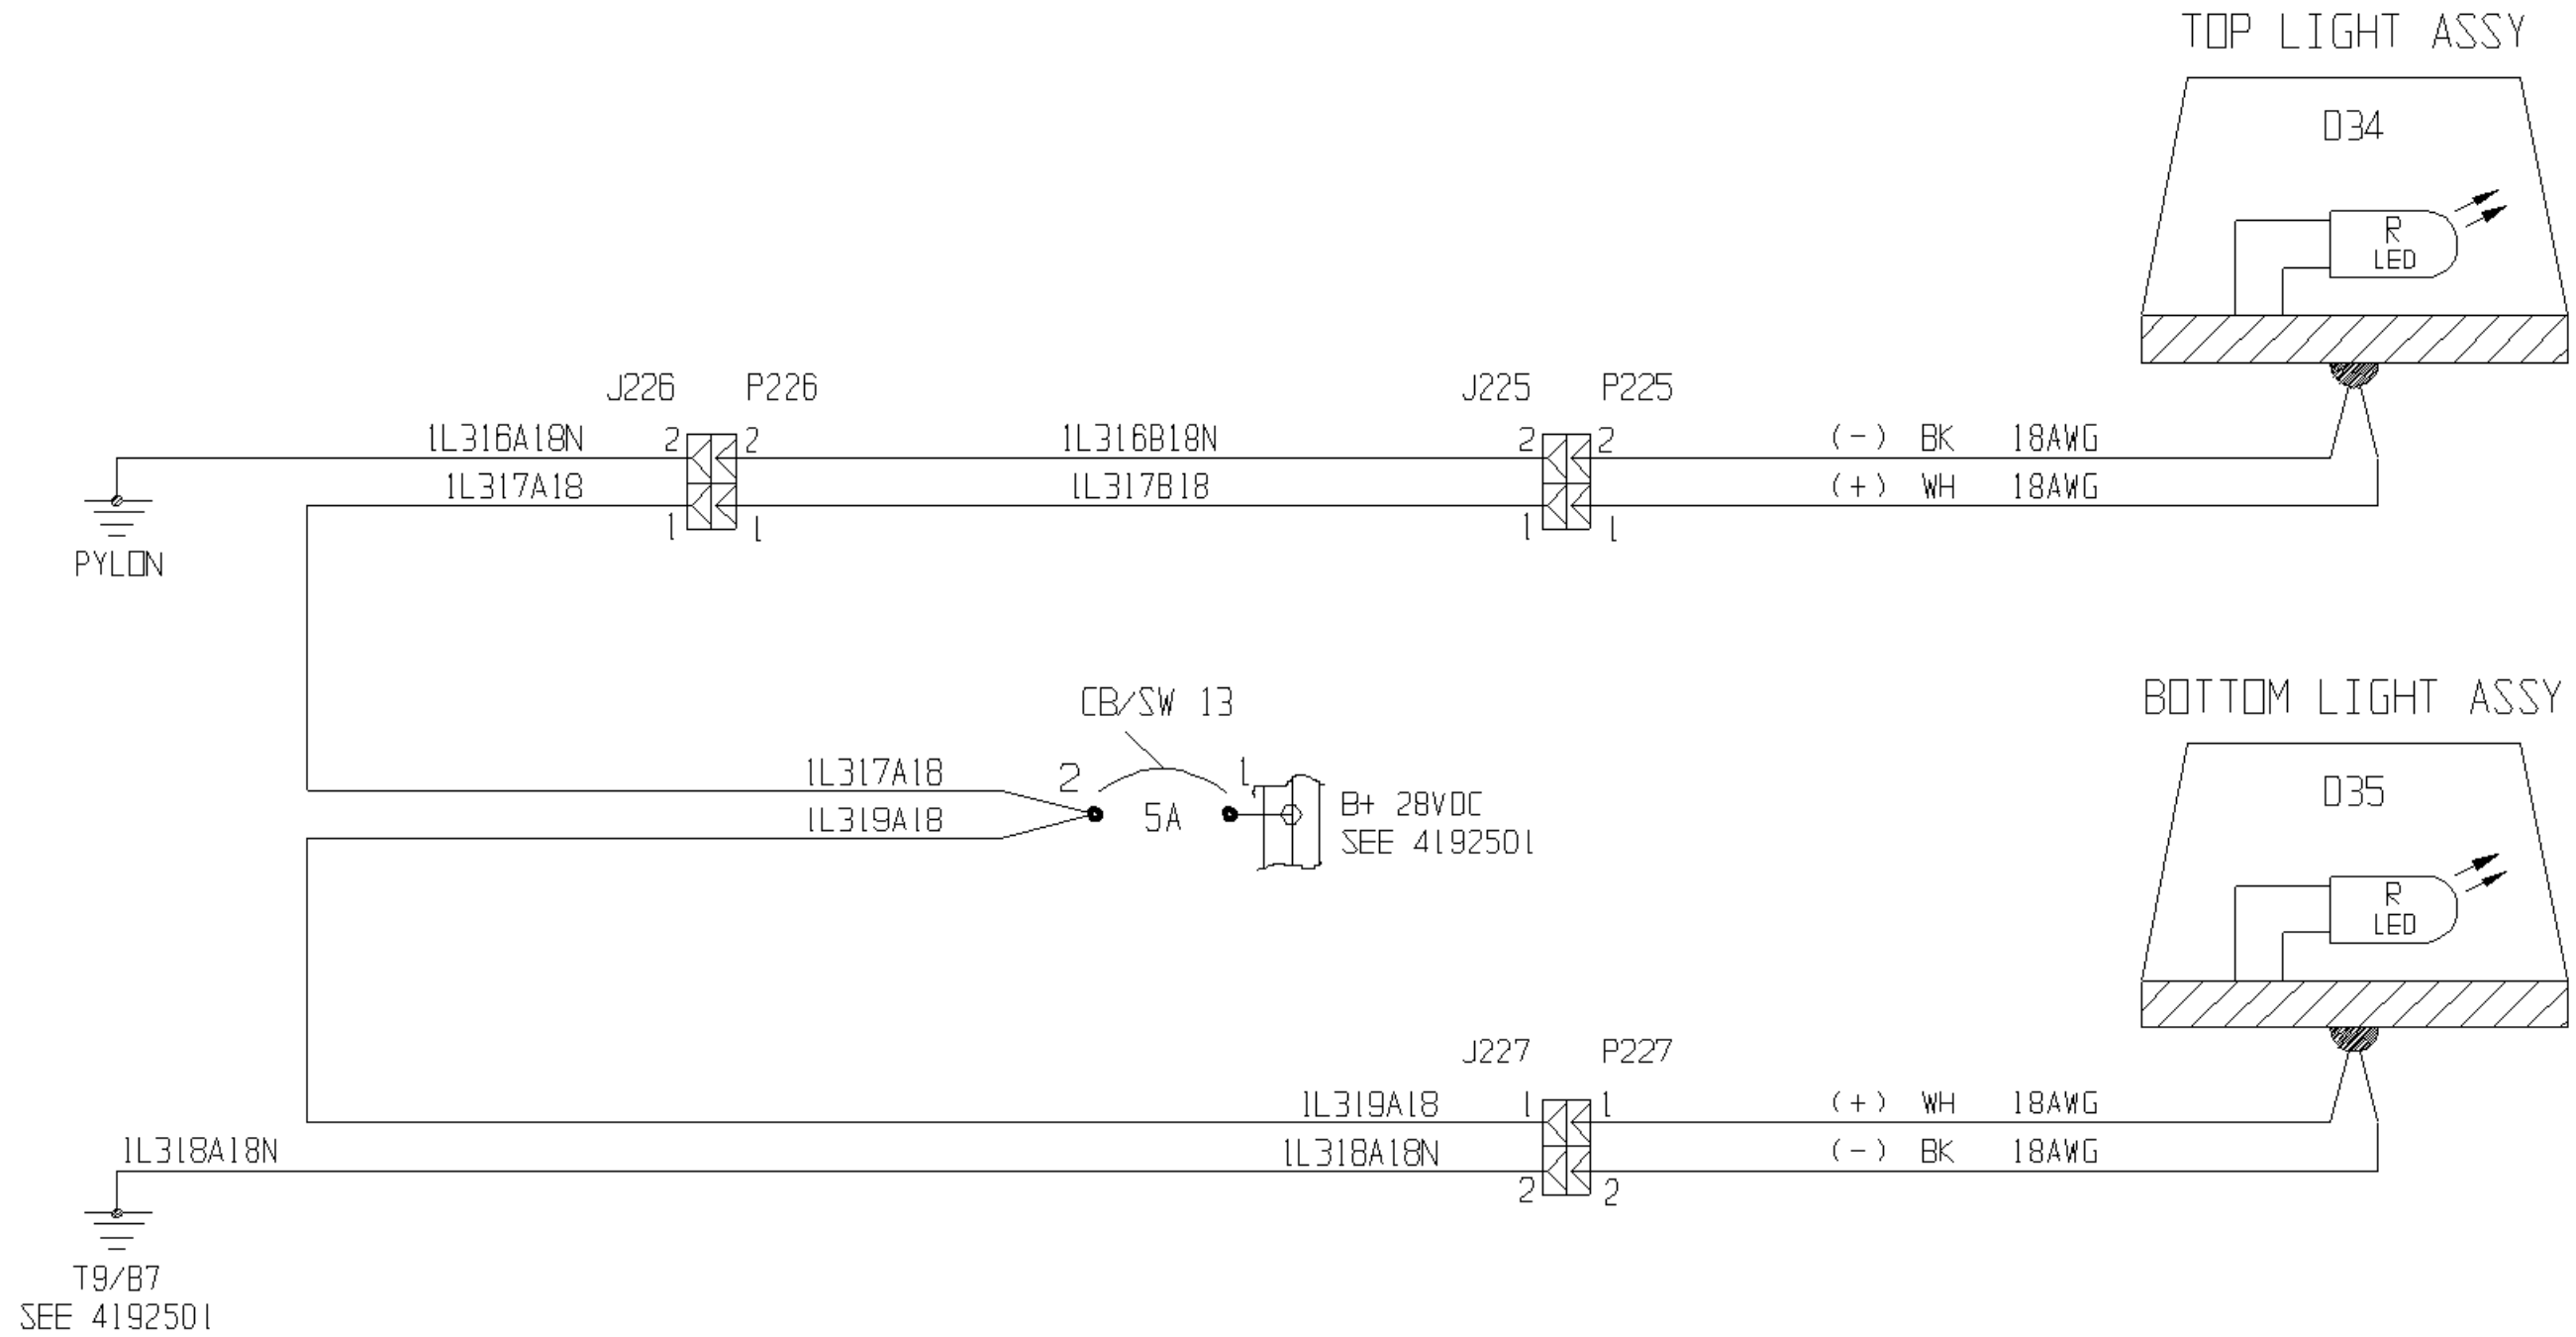 TOP LIGHT ASSY
D34
R
LED
J226 P226 J225 P225
1L316A18N 2 2 1L316B18N 2 2 (-) BK 18AWG
1L317A18 1L317B18 (+) WH 18AWG
1 1 1 1
PYLON
CB/SW 13
BOTTOM LIGHT ASSY
D35
R
LED
1L317A18 2 1
1L319A18 5A
B+ 28VDC
SEE 4192501
J227 P227
1L319A18 1 1 (+) WH 18AWG
1L318A18N 1L318A18N (-) BK 18AWG
2 2
T9/B7
SEE 4192501